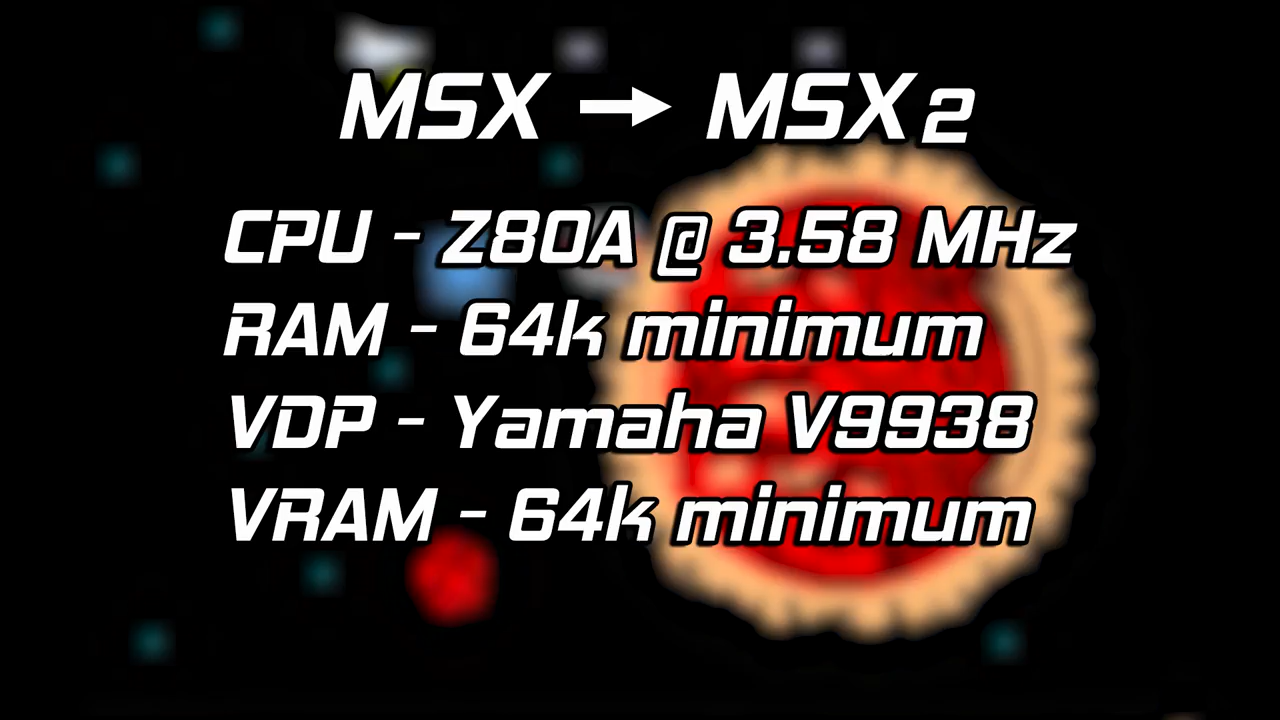 MSX → MSX2
CPU - Z80A @ 3.58 MHz
RAM - 64k minimum
VDP - Yamaha V9938
VRAM - 64k minimum